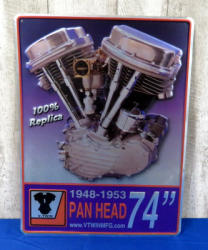 100%
Replica
1948-1953
PAN HEAD 74"
www.VTwinMFG.com